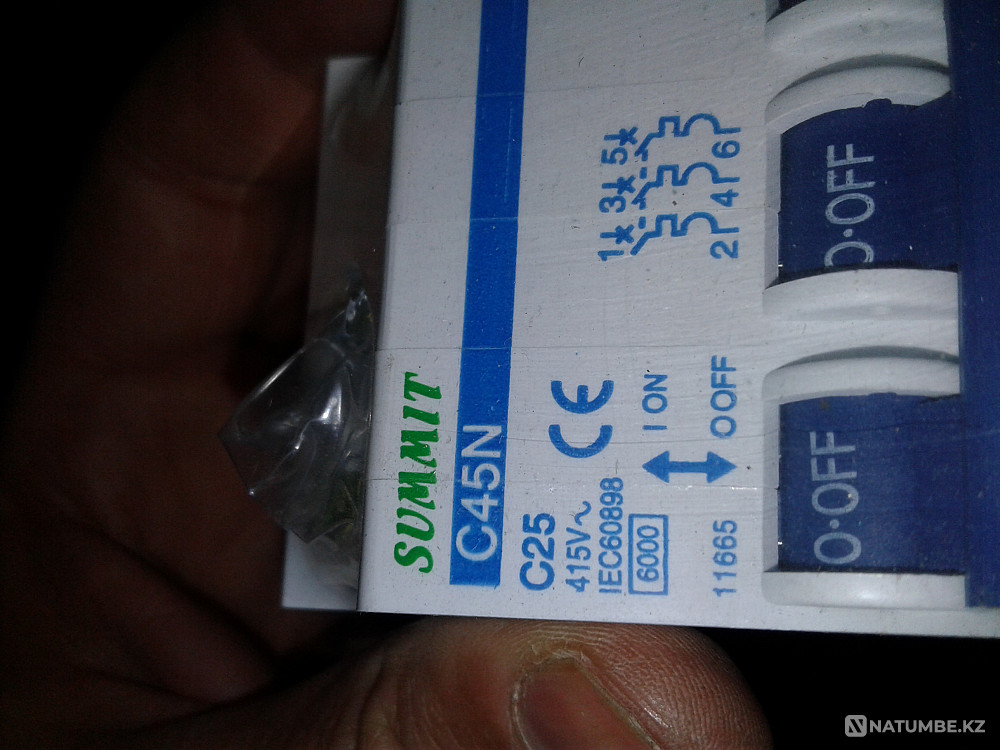 SUMMIT
C45N
C25
415V~
IEC60898
6000
CE
I ON
O OFF
11665
1 3 5
2 4 6
O·OFF
O·OFF
NATUMBE.KZ